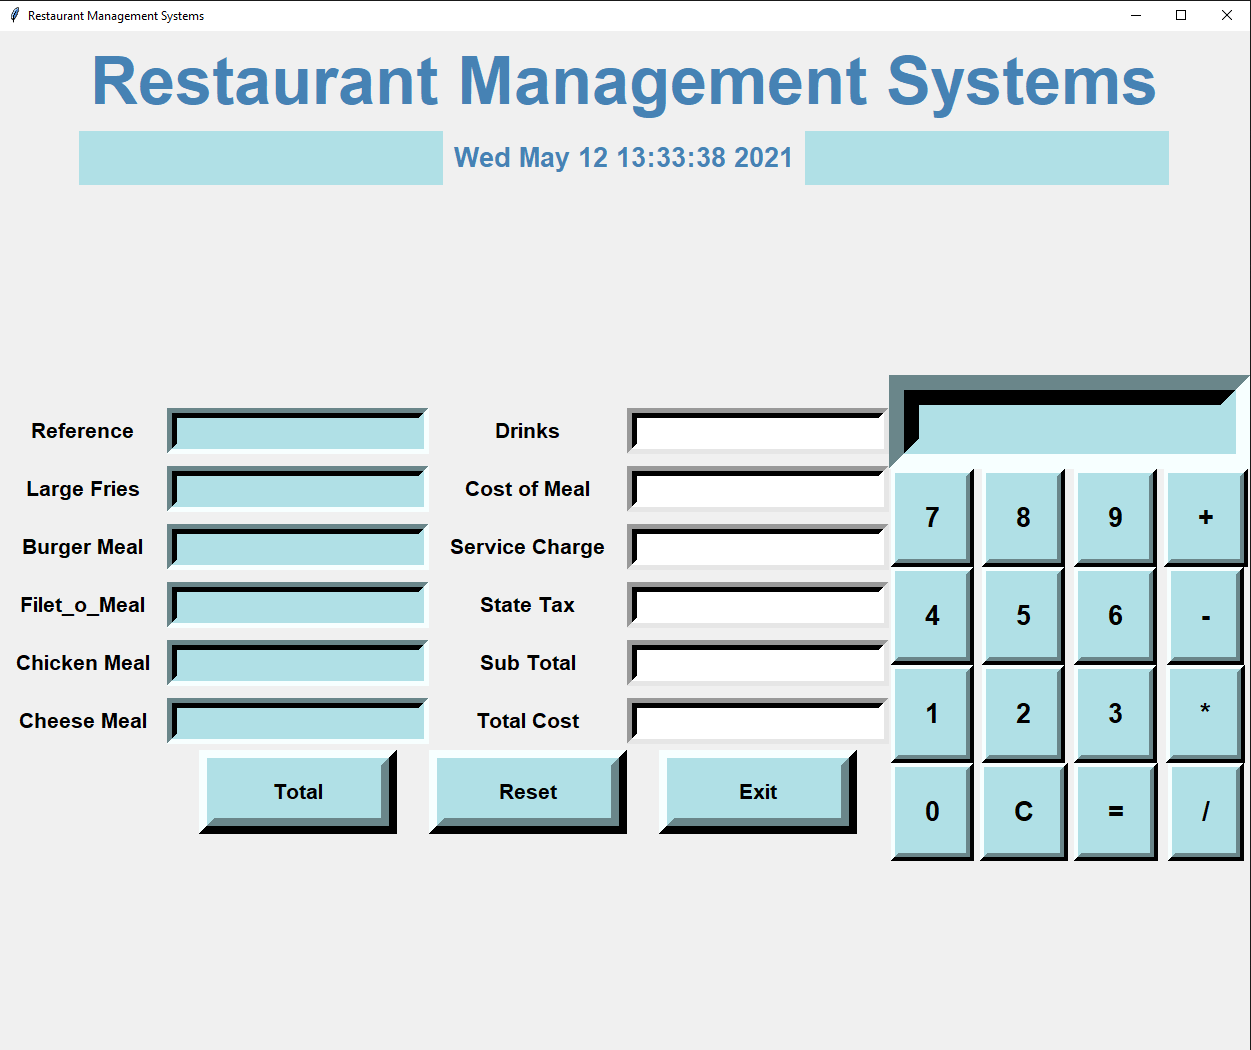 Restaurant Management Systems
Restaurant Management Systems
Wed May 12 13:33:38 2021
Reference
Drinks
Large Fries
Cost of Meal
Burger Meal
Service Charge
Filet_o_Meal
State Tax
Chicken Meal
Sub Total
Cheese Meal
Total Cost
Total
Reset
Exit
7 8 9 +
4 5 6 -
1 2 3 *
0 C = /